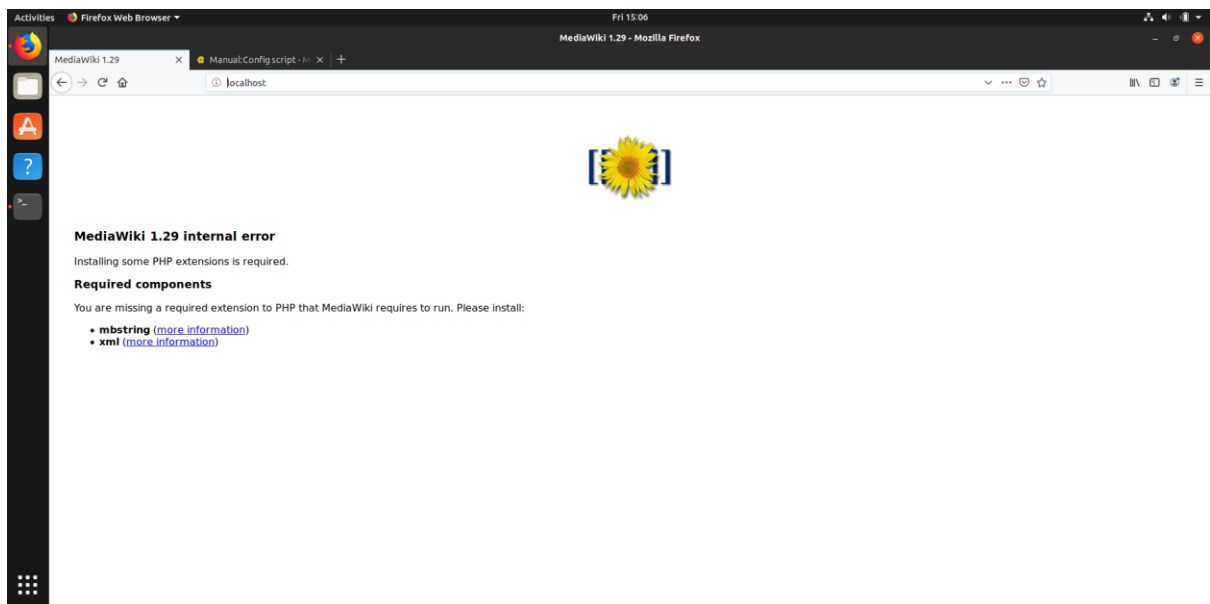 Activities Firefox Web Browser Fri 15:06
MediaWiki 1.29 - Mozilla Firefox
MediaWiki 1.29 Manual:Config script - M
localhost
MediaWiki 1.29 internal error
Installing some PHP extensions is required.
Required components
You are missing a required extension to PHP that MediaWiki requires to run. Please install:
• mbstring (more information)
• xml (more information)